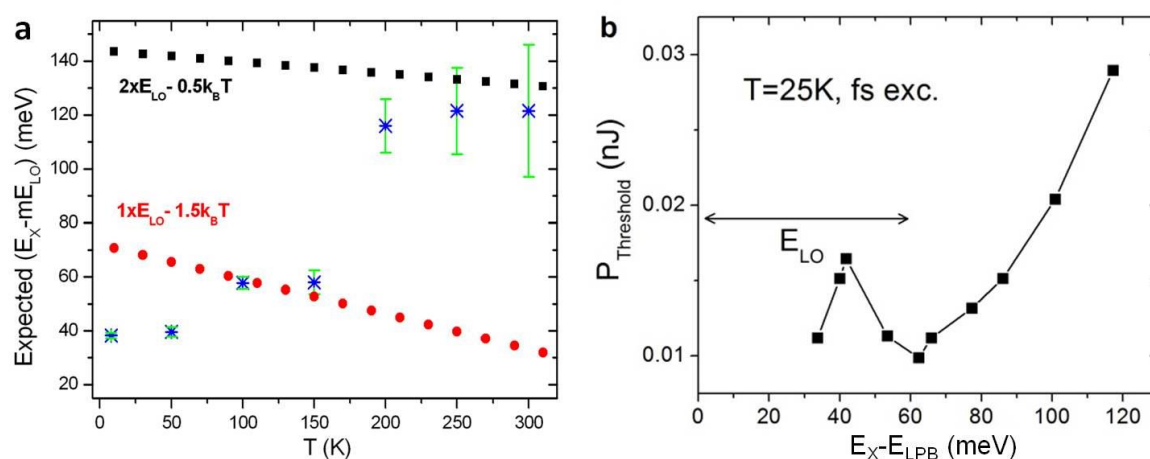 a
Expected (E_X-mE_LO) (meV)
140
120
100
80
60
40
20
2xE_LO- 0.5k_BT
1xE_LO- 1.5k_BT
0 50 100 150 200 250 300
T (K)
b
P_Threshold (nJ)
0.03
0.02
0.01
T=25K, fs exc.
E_LO
0 20 40 60 80 100 120
E_X-E_LPB (meV)